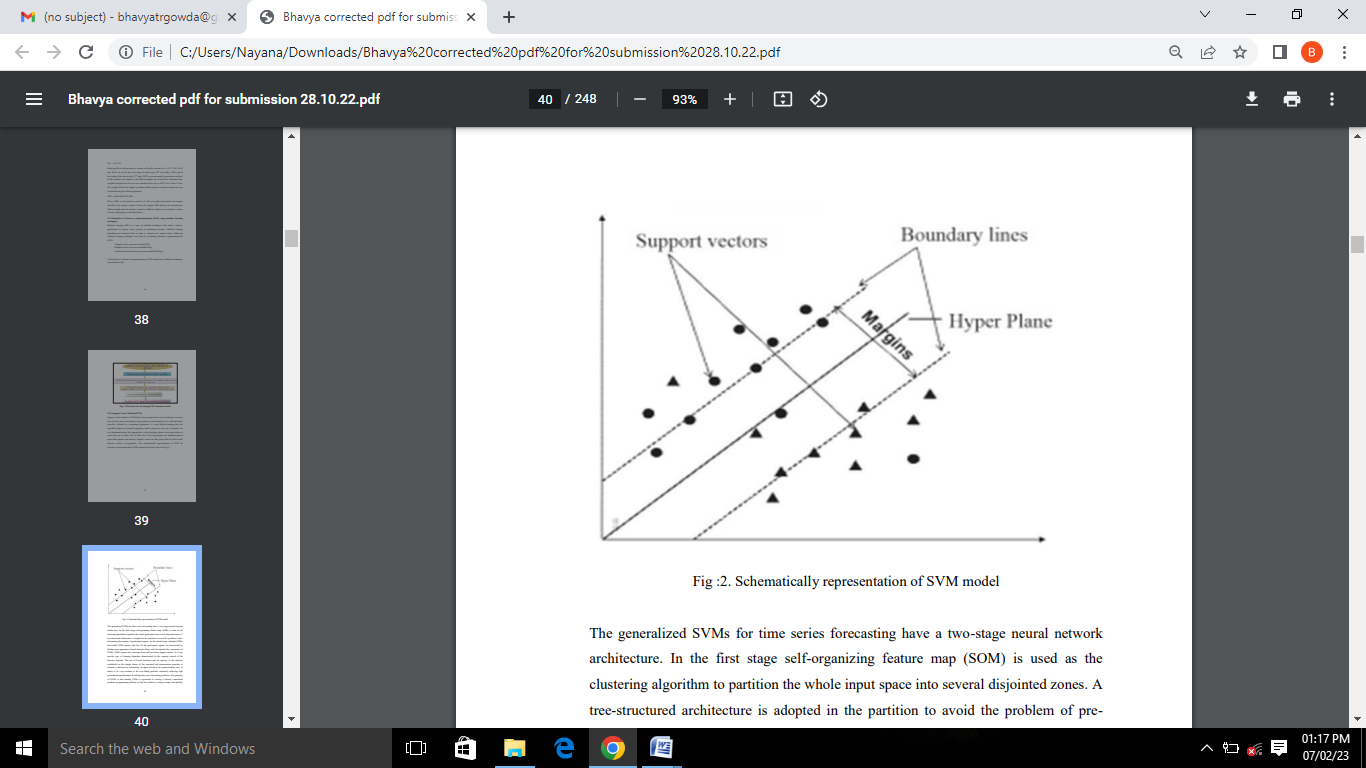 (no subject) - bhavyatrgowda@g
Bhavya corrected pdf for submiss
File
C:/Users/Nayana/Downloads/Bhavya%20corrected%20pdf%20for%20submission%2028.10.22.pdf
B
Bhavya corrected pdf for submission 28.10.22.pdf
40 / 248
93%
38
39
40
Support vectors
Boundary lines
Margins
Hyper Plane
Fig :2. Schematically representation of SVM model
The generalized SVMs for time series forecasting have a two-stage neural network
architecture. In the first stage self-organizing feature map (SOM) is used as the
clustering algorithm to partition the whole input space into several disjointed zones. A
tree-structured architecture is adopted in the partition to avoid the problem of pre-
Search the web and Windows
01:17 PM
07/02/23